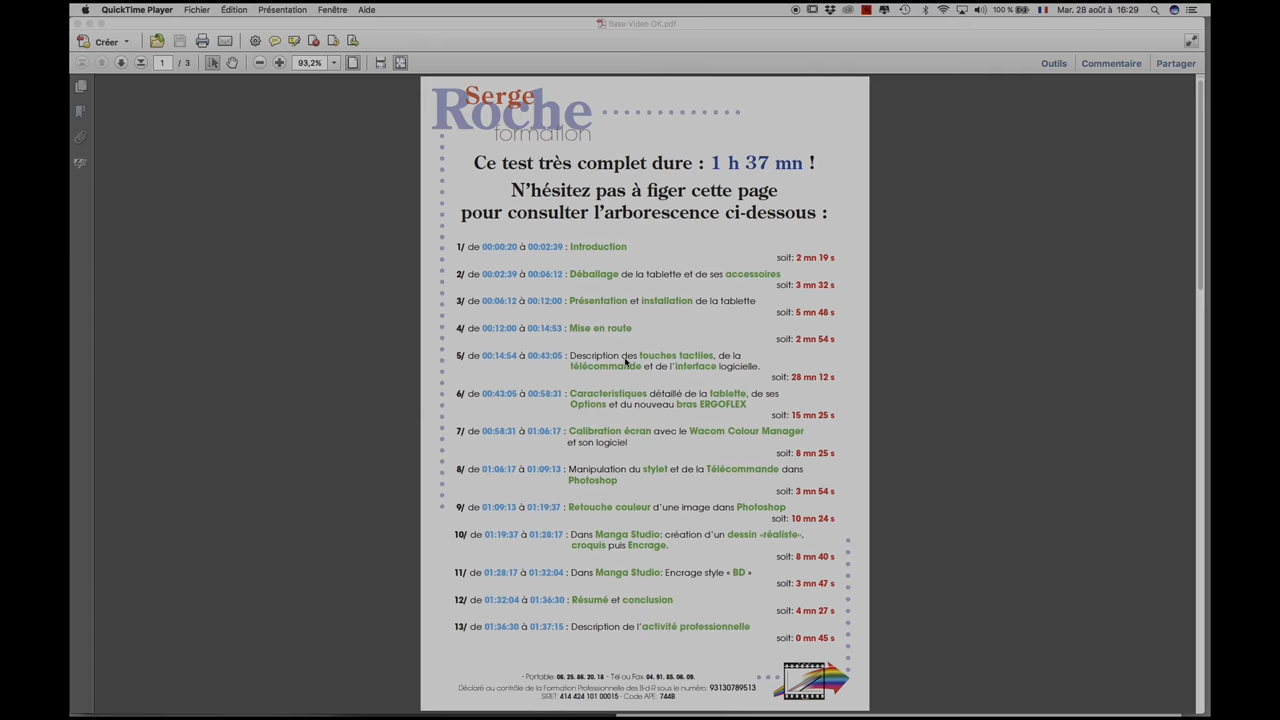 QuickTime Player Fichier Édition Présentation Fenêtre Aide 100 % Mar. 28 août à 16:29
Base Video OK.pdf
Créer
1 / 3 93,2% Outils Commentaire Partager
Serge
Roche
formation
Ce test très complet dure : 1 h 37 mn !
N’hésitez pas à figer cette page
pour consulter l’arborescence ci-dessous :
1/ de 00:00:20 à 00:02:39 : Introduction
soit: 2 mn 19 s
2/ de 00:02:39 à 00:06:12 : Déballage de la tablette et de ses accessoires
soit: 3 mn 32 s
3/ de 00:06:12 à 00:12:00 : Présentation et installation de la tablette
soit: 5 mn 48 s
4/ de 00:12:00 à 00:14:53 : Mise en route
soit: 2 mn 54 s
5/ de 00:14:54 à 00:43:05 : Description des touches tactiles, de la
télécommande et de l’interface logicielle.
soit: 28 mn 12 s
6/ de 00:43:05 à 00:58:31 : Caracteristiques détaillé de la tablette, de ses
Options et du nouveau bras ERGOFLEX
soit: 15 mn 25 s
7/ de 00:58:31 à 01:06:17 : Calibration écran avec le Wacom Colour Manager
et son logiciel
soit: 8 mn 25 s
8/ de 01:06:17 à 01:09:13 : Manipulation du stylet et de la Télécommande dans
Photoshop
soit: 3 mn 54 s
9/ de 01:09:13 à 01:19:37 : Retouche couleur d’une image dans Photoshop
soit: 10 mn 24 s
10/ de 01:19:37 à 01:28:17 : Dans Manga Studio: création d’un dessin «réaliste»,
croquis puis Encrage.
soit: 8 mn 40 s
11/ de 01:28:17 à 01:32:04 : Dans Manga Studio: Encrage style « BD »
soit: 3 mn 47 s
12/ de 01:32:04 à 01:36:30 : Résumé et conclusion
soit: 4 mn 27 s
13/ de 01:36:30 à 01:37:15 : Description de l’activité professionnelle
soit: 0 mn 45 s
- Portable: 06. 25. 86. 20. 18 - Tél ou Fax: 04. 91. 85. 06. 09.
Déclaré au contrôle de la Formation Professionnelle des B-d-R sous le numéro: 93130789513
SIRET: 414 424 101 00015 - Code APE: 744B